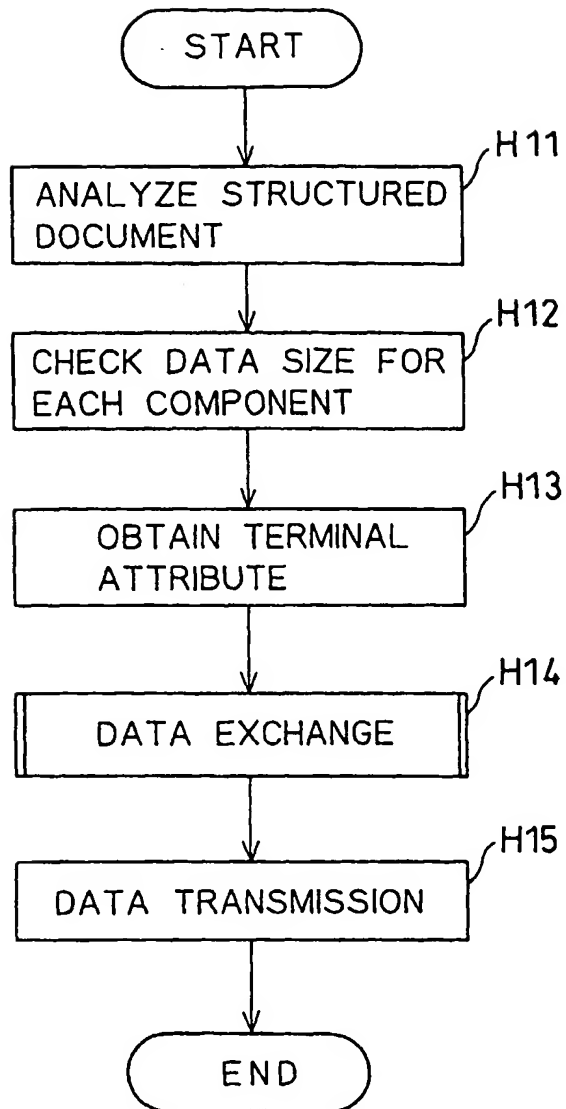 START
H11
ANALYZE STRUCTURED
DOCUMENT
H12
CHECK DATA SIZE FOR
EACH COMPONENT
H13
OBTAIN TERMINAL
ATTRIBUTE
H14
DATA EXCHANGE
H15
DATA TRANSMISSION
END